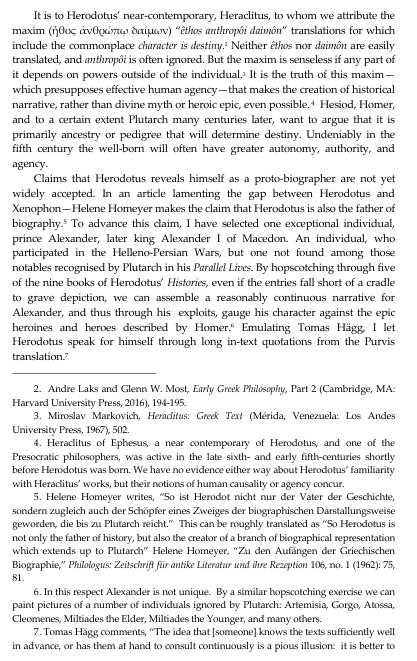 It is to Herodotus' near-contemporary, Heraclitus, to whom we attribute the
maxim (ἦθος ἀνθρώπῳ δαίμων) "êthos anthropôi daimôn" translations for which
include the commonplace character is destiny.² Neither êthos nor daimôn are easily
translated, and anthropôi is often ignored. But the maxim is senseless if any part of
it depends on powers outside of the individual.³ It is the truth of this maxim—
which presupposes effective human agency—that makes the creation of historical
narrative, rather than divine myth or heroic epic, even possible.⁴ Hesiod, Homer,
and to a certain extent Plutarch many centuries later, want to argue that it is
primarily ancestry or pedigree that will determine destiny. Undeniably in the
fifth century the well-born will often have greater autonomy, authority, and
agency.
Claims that Herodotus reveals himself as a proto-biographer are not yet
widely accepted. In an article lamenting the gap between Herodotus and
Xenophon—Helene Homeyer makes the claim that Herodotus is also the father of
biography.⁵ To advance this claim, I have selected one exceptional individual,
prince Alexander, later king Alexander I of Macedon. An individual, who
participated in the Helleno-Persian Wars, but one not found among those
notables recognised by Plutarch in his Parallel Lives. By hopscotching through five
of the nine books of Herodotus' Histories, even if the entries fall short of a cradle
to grave depiction, we can assemble a reasonably continuous narrative for
Alexander, and thus through his exploits, gauge his character against the epic
heroines and heroes described by Homer.⁶ Emulating Tomas Hägg, I let
Herodotus speak for himself through long in-text quotations from the Purvis
translation.⁷
2. Andre Laks and Glenn W. Most, Early Greek Philosophy, Part 2 (Cambridge, MA:
Harvard University Press, 2016), 194-195.
3. Miroslav Markovich, Heraclitus: Greek Text (Mérida, Venezuela: Los Andes
University Press, 1967), 502.
4. Heraclitus of Ephesus, a near contemporary of Herodotus, and one of the
Presocratic philosophers, was active in the late sixth- and early fifth-centuries shortly
before Herodotus was born. We have no evidence either way about Herodotus' familiarity
with Heraclitus's works, but their notions of human causality or agency concur.
5. Helene Homeyer writes, "So ist Herodot nicht nur der Vater der Geschichte,
sondern zugleich auch der Schöpfer eines Zweiges der biographischen Darstellungsweise
geworden, die bis zu Plutarch reicht." This can be roughly translated as "So Herodotus is
not only the father of history, but also the creator of a branch of biographical representation
which extends up to Plutarch" Helene Homeyer, "Zu den Aufängen der Griechischen
Biographie," Philologus: Zeitschrift für antike Literatur und ihre Rezeption 106, no. 1 (1962): 75,
81.
6. In this respect Alexander is not unique. By a similar hopscotching exercise we can
paint pictures of a number of individuals ignored by Plutarch: Artemisia, Gorgo, Atossa,
Cleomenes, Miltiades the Elder, Miltiades the Younger, and many others.
7. Tomas Hägg comments, "The idea that [someone] knows the texts sufficiently well
in advance, or has them at hand to consult continuously is a pious illusion: it is better to